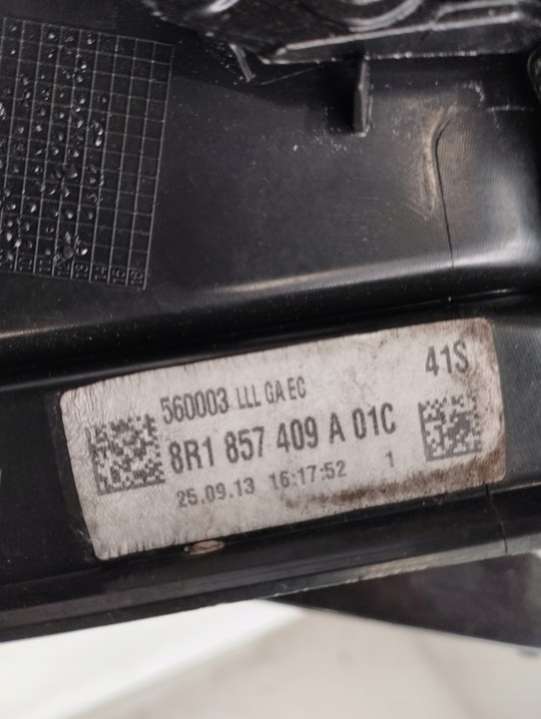 41S
560003 LLL GA EC
8R1 857 409 A 01C
25.09.13 16:17:52 1